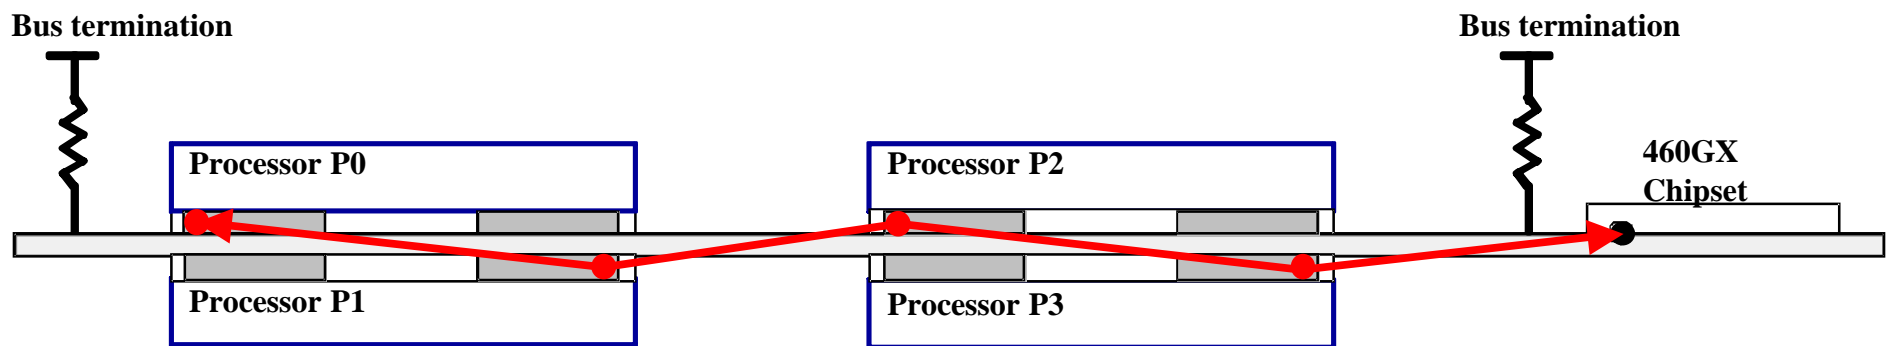 Bus termination
Bus termination
Processor P0
Processor P2
460GX
Chipset
Processor P1
Processor P3